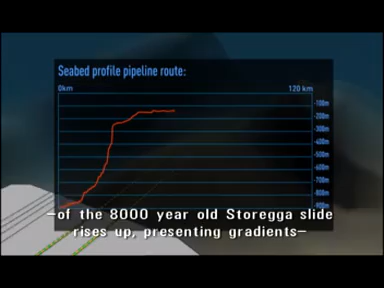 Seabed profile pipeline route:
0km 120 km
-100m
-200m
-300m
-400m
-500m
-600m
-700m
-800m
–of the 8000 year old Storegga slide
rises up, presenting gradients–